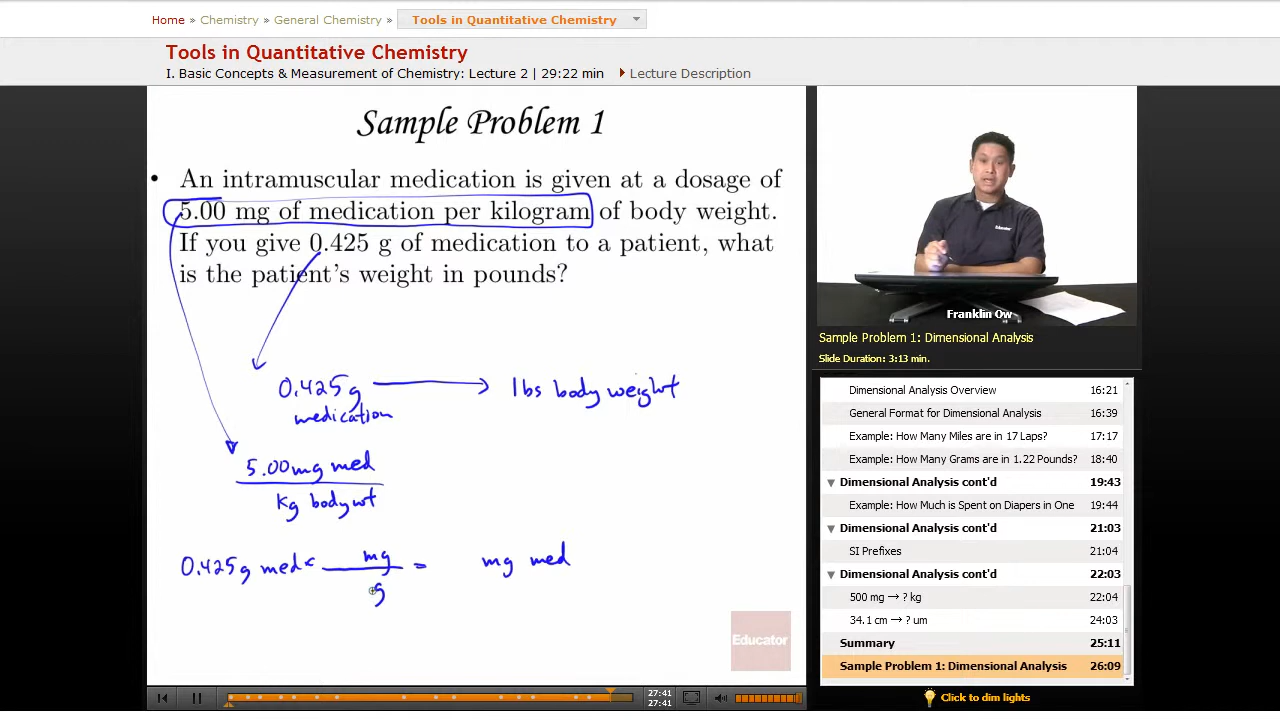 Home » Chemistry » General Chemistry » Tools in Quantitative Chemistry
Tools in Quantitative Chemistry
I. Basic Concepts & Measurement of Chemistry: Lecture 2 | 29:22 min Lecture Description
Sample Problem 1
• An intramuscular medication is given at a dosage of
5.00 mg of medication per kilogram of body weight.
If you give 0.425 g of medication to a patient, what
is the patient's weight in pounds?
0.425g → lbs body weight
medication
5.00mg med
kg body wt
0.425g med × mg = mg med
g
Educator
Educator
Franklin Ow
Sample Problem 1: Dimensional Analysis
Slide Duration: 3:13 min.
Dimensional Analysis Overview 16:21
General Format for Dimensional Analysis 16:39
Example: How Many Miles are in 17 Laps? 17:17
Example: How Many Grams are in 1.22 Pounds? 18:40
Dimensional Analysis cont'd 19:43
Example: How Much is Spent on Diapers in One 19:44
Dimensional Analysis cont'd 21:03
SI Prefixes 21:04
Dimensional Analysis cont'd 22:03
500 mg → ? kg 22:04
34.1 cm → ? um 24:03
Summary 25:11
Sample Problem 1: Dimensional Analysis 26:09
27:41
27:41
Click to dim lights